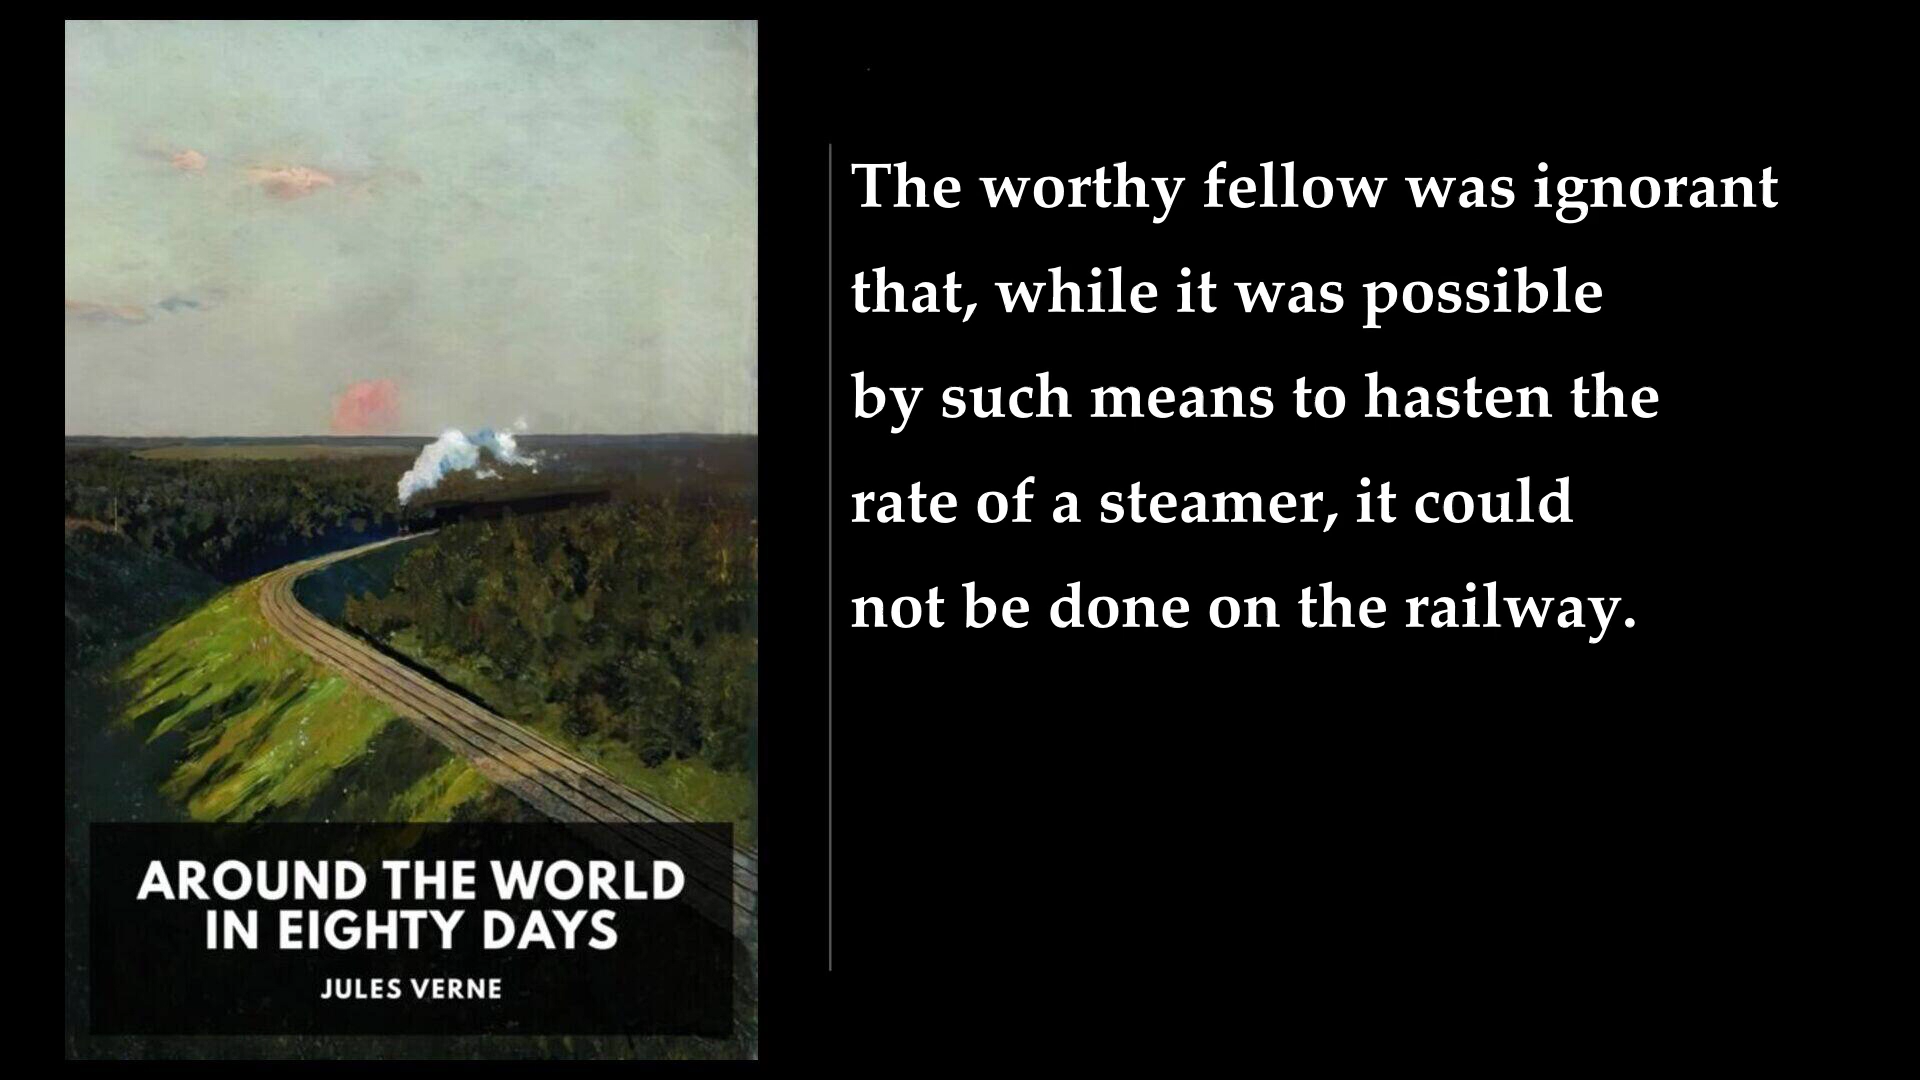 AROUND THE WORLD
IN EIGHTY DAYS
JULES VERNE
The worthy fellow was ignorant
that, while it was possible
by such means to hasten the
rate of a steamer, it could
not be done on the railway.